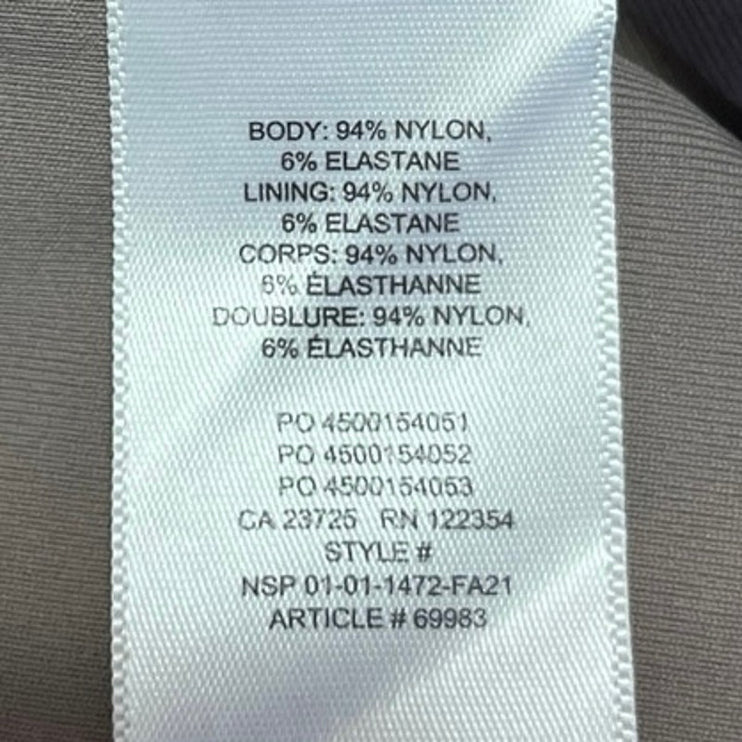 BODY: 94% NYLON,
6% ELASTANE
LINING: 94% NYLON,
6% ELASTANE
CORPS: 94% NYLON,
6% ÉLASTHANNE
DOUBLURE: 94% NYLON,
6% ÉLASTHANNE
PO 4500154051
PO 4500154052
PO 4500154053
CA 23725 RN 122354
STYLE #
NSP 01-01-1472-FA21
ARTICLE # 69983